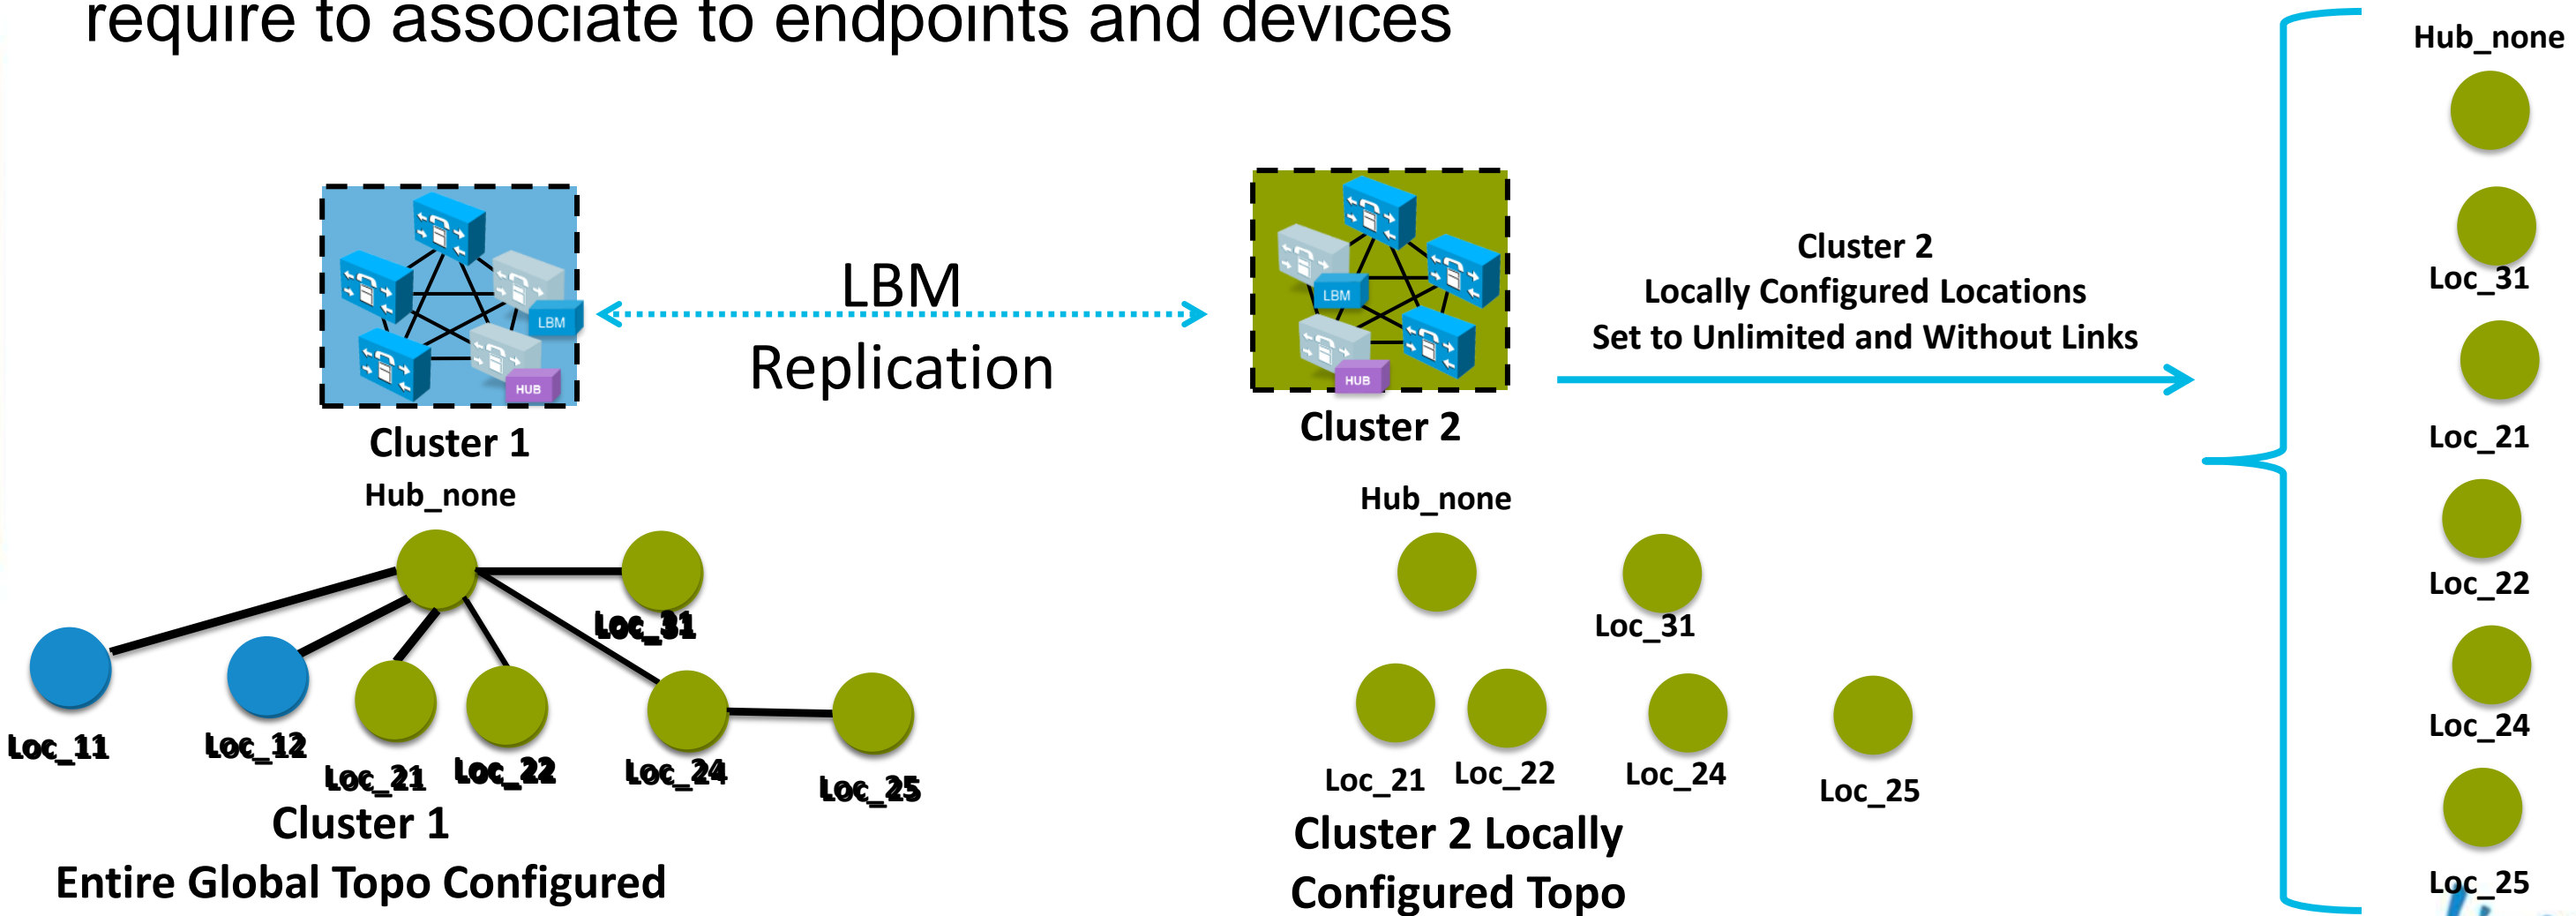 require to associate to endpoints and devices
Hub_none
Loc_31
Loc_21
Loc_22
Loc_24
Loc_25
Cluster 2
Locally Configured Locations
Set to Unlimited and Without Links
LBM
Replication
LBM
HUB
Cluster 1
LBM
HUB
Cluster 2
Hub_none
Loc_31
Loc_11
Loc_12
Loc_21
Loc_22
Loc_24
Loc_25
Cluster 1
Entire Global Topo Configured
Hub_none
Loc_31
Loc_21
Loc_22
Loc_24
Loc_25
Cluster 2 Locally
Configured Topo